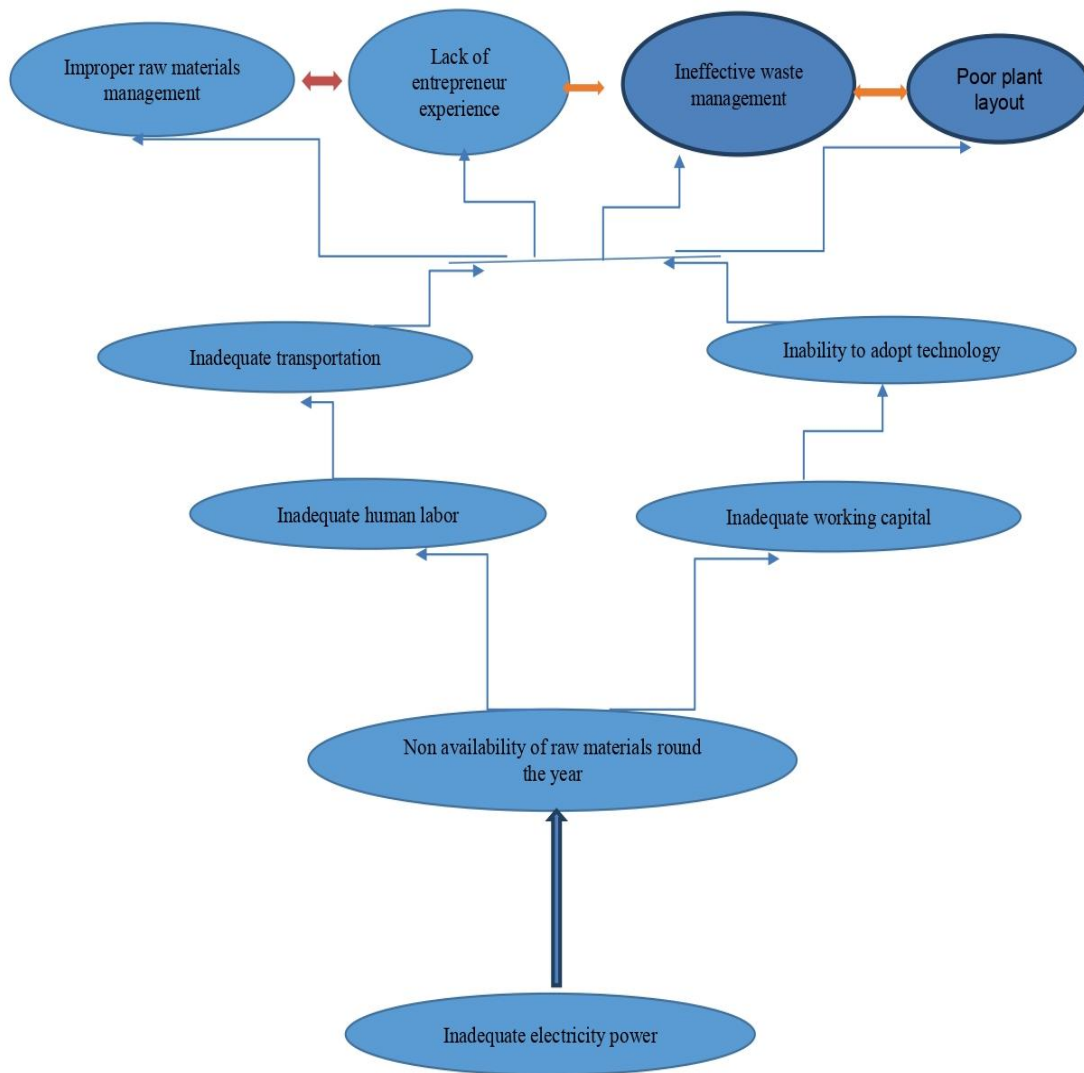 Improper raw materials
management
Lack of
entrepreneur
experience
Ineffective waste
management
Poor plant
layout
Inadequate transportation
Inability to adopt technology
Inadequate human labor
Inadequate working capital
Non availability of raw materials round
the year
Inadequate electricity power